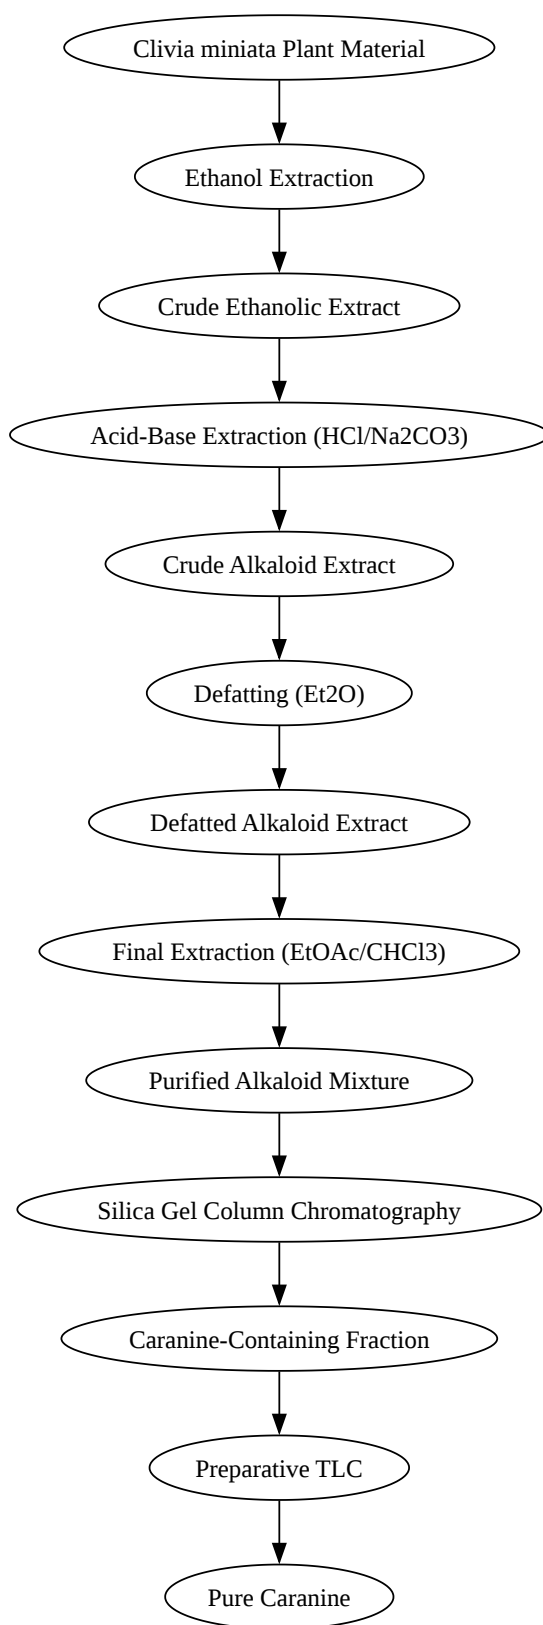 Clivia miniata Plant Material
Ethanol Extraction
Crude Ethanolic Extract
Acid-Base Extraction (HCl/Na2CO3)
Crude Alkaloid Extract
Defatting (Et2O)
Defatted Alkaloid Extract
Final Extraction (EtOAc/CHCl3)
Purified Alkaloid Mixture
Silica Gel Column Chromatography
Caranine-Containing Fraction
Preparative TLC
Pure Caranine